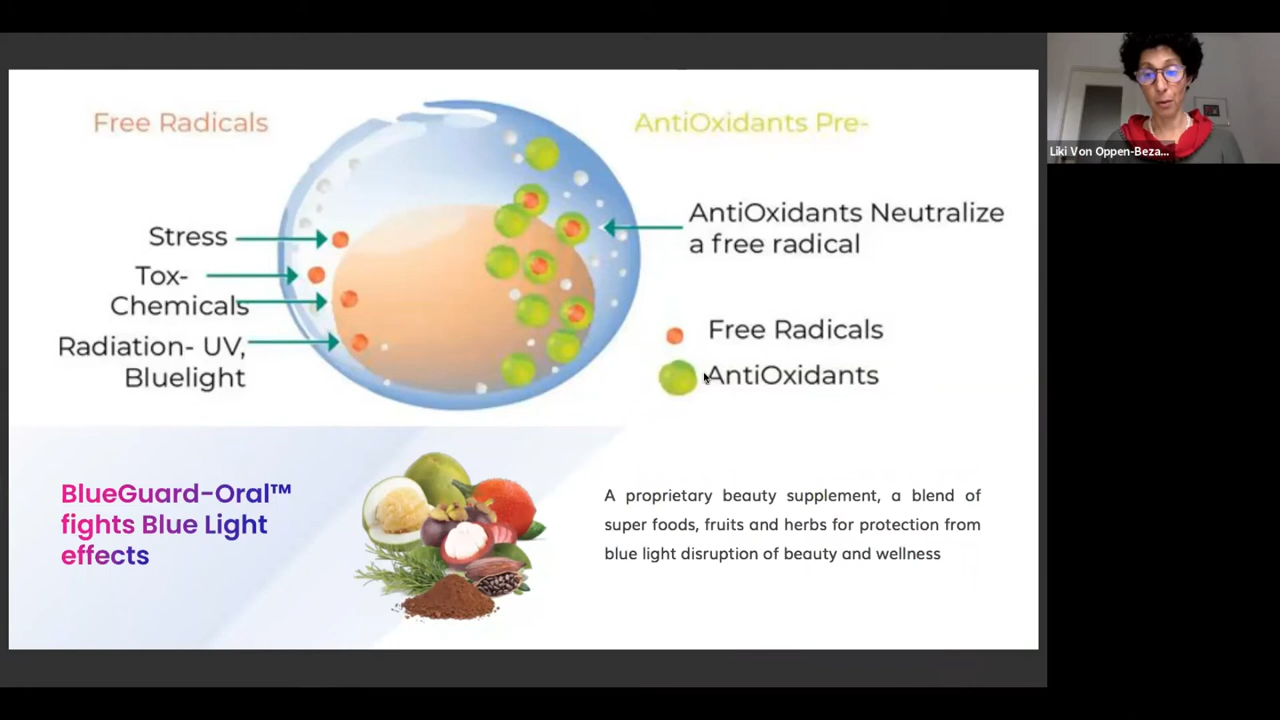 Free Radicals
AntiOxidants Pre-
Stress
Tox-
Chemicals
Radiation- UV,
Bluelight
AntiOxidants Neutralize
a free radical
Free Radicals
AntiOxidants
BlueGuard-Oral™
fights Blue Light
effects
A proprietary beauty supplement, a blend of
super foods, fruits and herbs for protection from
blue light disruption of beauty and wellness
Liki Von Oppen-Beza...